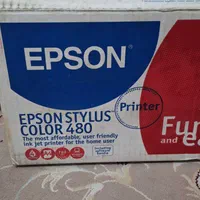 EPSON
Printer
EPSON STYLUS
COLOR 480
The most affordable, user friendly
ink jet printer for the home user
Fun
and